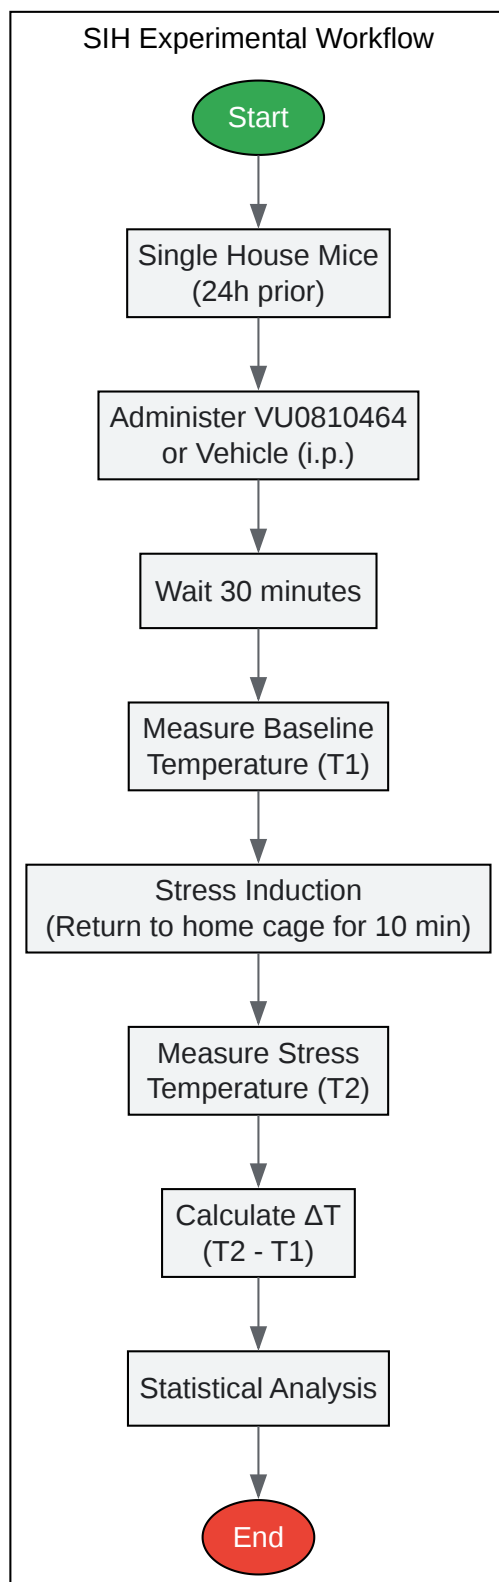 SIH Experimental Workflow
Start
Single House Mice
(24h prior)
Administer VU0810464
or Vehicle (i.p.)
Wait 30 minutes
Measure Baseline
Temperature (T1)
Stress Induction
(Return to home cage for 10 min)
Measure Stress
Temperature (T2)
Calculate ΔT
(T2 - T1)
Statistical Analysis
End